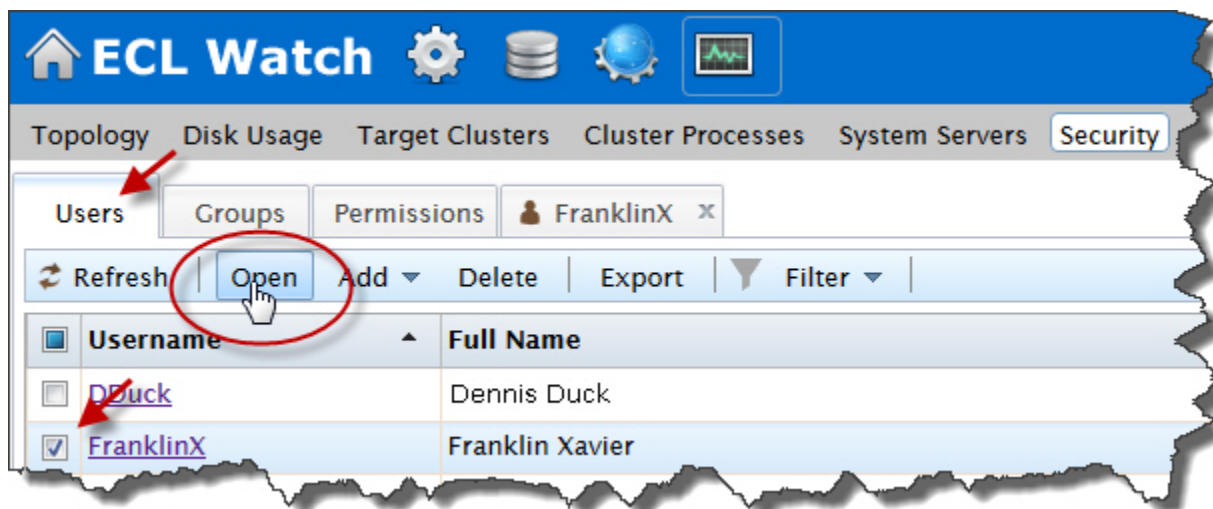 ECL Watch
Topology Disk Usage Target Clusters Cluster Processes System Servers Security
Users Groups Permissions FranklinX x
Refresh Open Add Delete Export Filter
Username Full Name
DDuck Dennis Duck
FranklinX Franklin Xavier